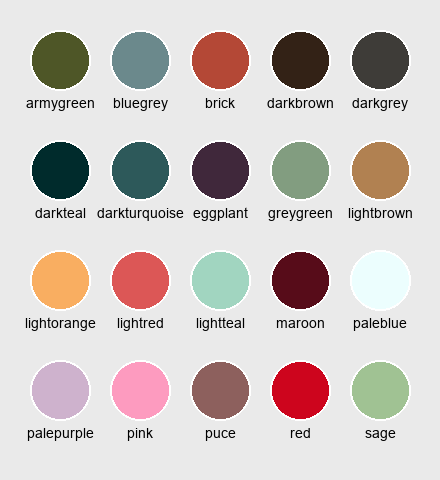 armygreen bluegrey brick darkbrown darkgrey
darkteal darkturquoise eggplant greygreen lightbrown
lightorange lightred lightteal maroon paleblue
palepurple pink puce red sage